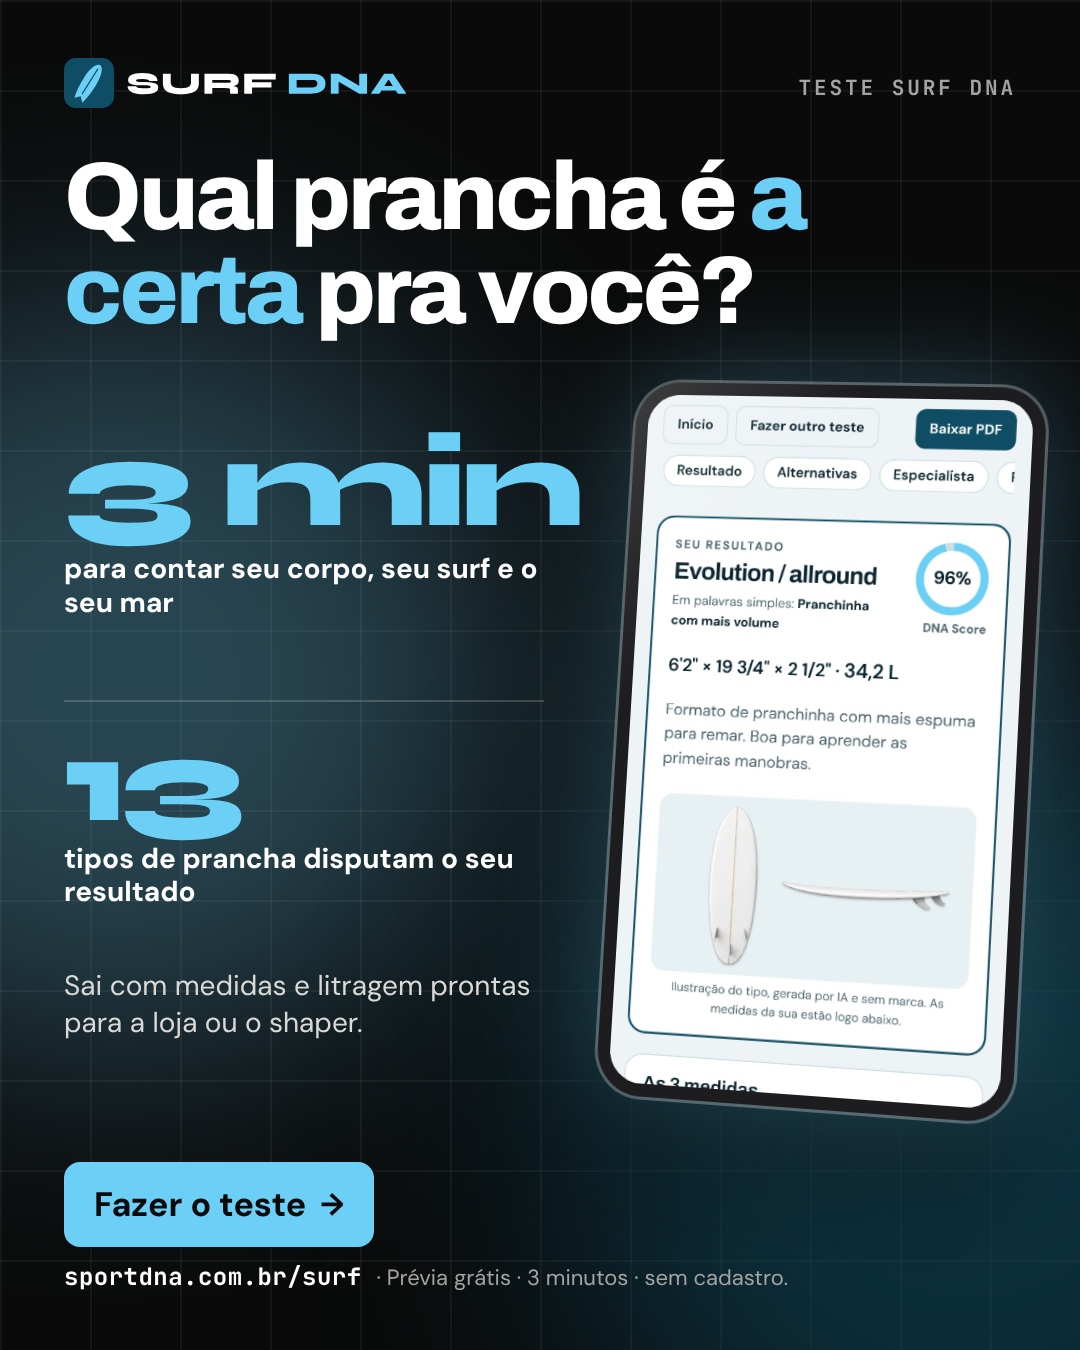 SURF DNA
TESTE SURF DNA
Qual prancha é a
certa pra você?
3 min
para contar seu corpo, seu surf e o
seu mar
13
tipos de prancha disputam o seu
resultado
Sai com medidas e litragem prontas
para a loja ou o shaper.
Início
Fazer outro teste
Baixar PDF
Resultado
Alternativas
Especialista
SEU RESULTADO
Evolution / allround
Em palavras simples: Pranchinha
com mais volume
96%
DNA Score
6'2" × 19 3/4" × 2 1/2" · 34,2 L
Formato de pranchinha com mais espuma
para remar. Boa para aprender as
primeiras manobras.
Ilustração do tipo, gerada por IA e sem marca. As
medidas da sua estão logo abaixo.
As 3 medidas
Fazer o teste →
sportdna.com.br/surf · Prévia grátis · 3 minutos · sem cadastro.